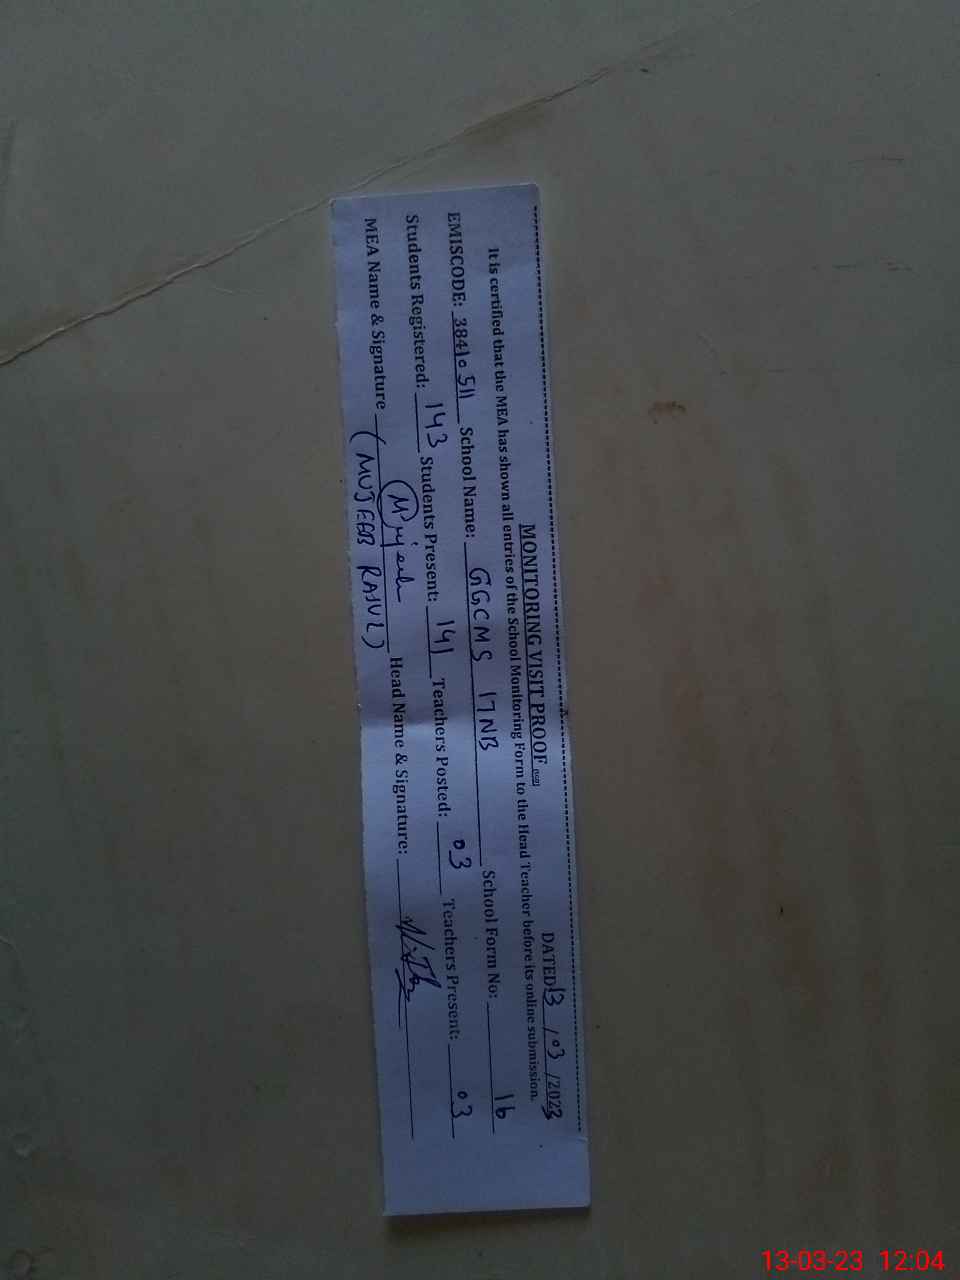 MONITORING VISIT PROOF
DATED 13 / 03 / 2023
It is certified that the MEA has shown all entries of the School Monitoring Form to the Head Teacher before its online submission.
EMISCODE: 38410511 School Name: GGCMS 17NB School Form No: 16
Students Registered: 143 Students Present: 141 Teachers Posted: 03 Teachers Present: 03
MEA Name & Signature Mujeeb Head Name & Signature:
(MUJEEB RASUL)
13-03-23 12:04